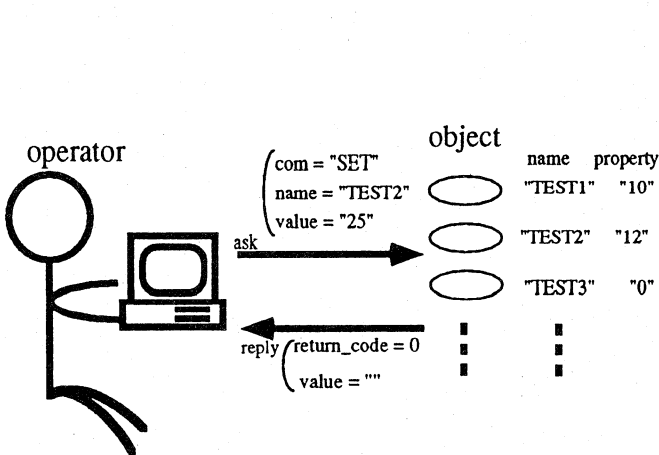 operator
object
name property
com = "SET"
name = "TEST2"
value = "25"
ask
"TEST1" "10"
"TEST2" "12"
"TEST3" "0"
reply
return_code = 0
value = ""